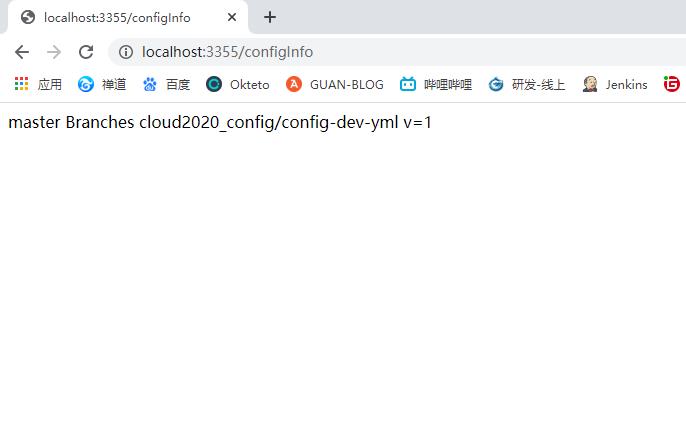 localhost:3355/configInfo
localhost:3355/configInfo
应用 禅道 百度 Okteto GUAN-BLOG 哔哩哔哩 研发-线上 Jenkins
master Branches cloud2020_config/config-dev-yml v=1